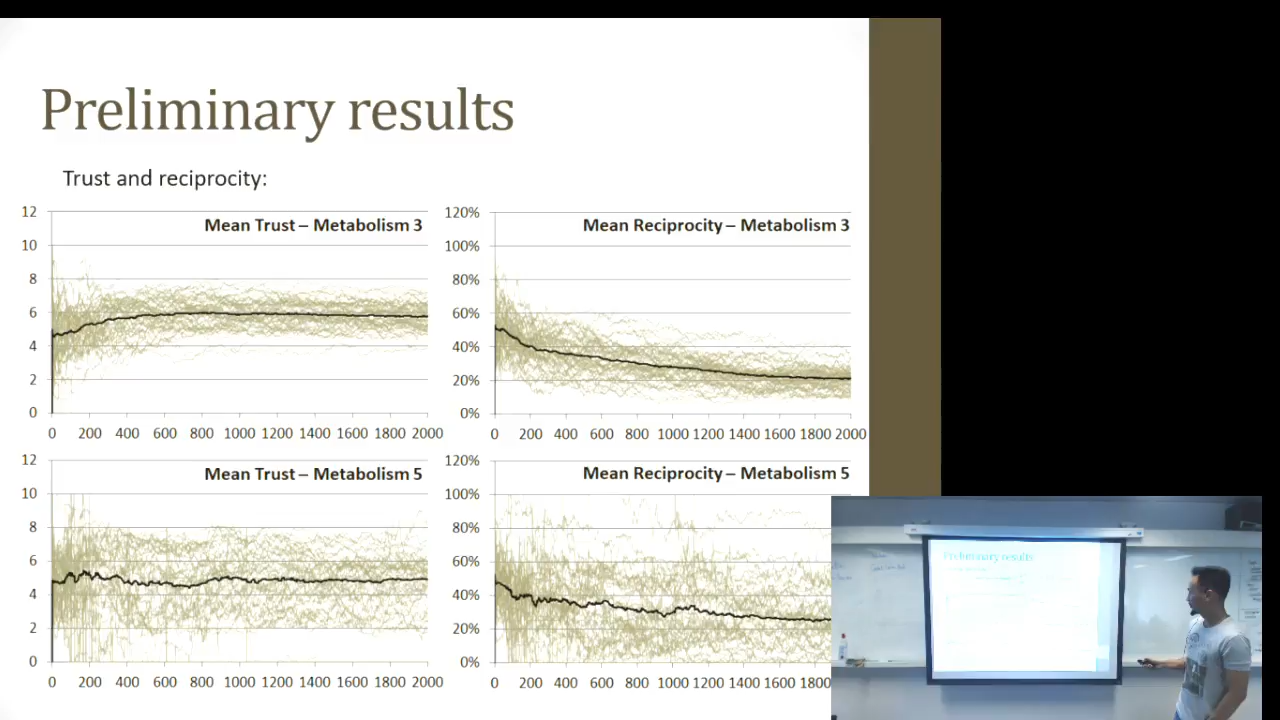 Preliminary results
Trust and reciprocity:
Mean Trust – Metabolism 3
12
10
8
6
4
2
0
0 200 400 600 800 1000 1200 1400 1600 1800 2000
Mean Reciprocity – Metabolism 3
120%
100%
80%
60%
40%
20%
0%
0 200 400 600 800 1000 1200 1400 1600 1800 2000
Mean Trust – Metabolism 5
12
10
8
6
4
2
0
0 200 400 600 800 1000 1200 1400 1600 1800 2000
Mean Reciprocity – Metabolism 5
120%
100%
80%
60%
40%
20%
0%
0 200 400 600 800 1000 1200 1400 1600 1800
Preliminary results